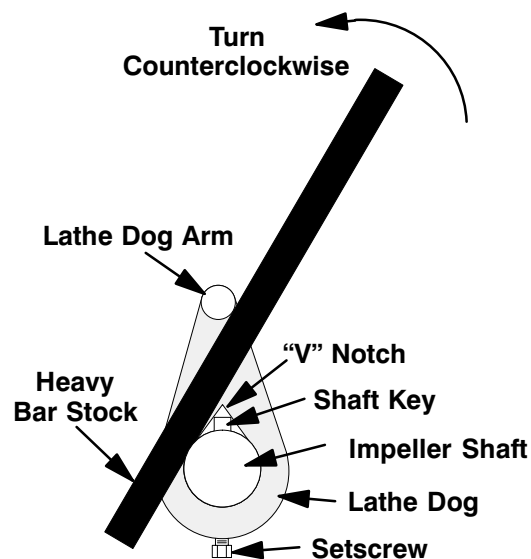 Turn
Counterclockwise
Lathe Dog Arm
“V” Notch
Heavy
Bar Stock
Shaft Key
Impeller Shaft
Lathe Dog
Setscrew